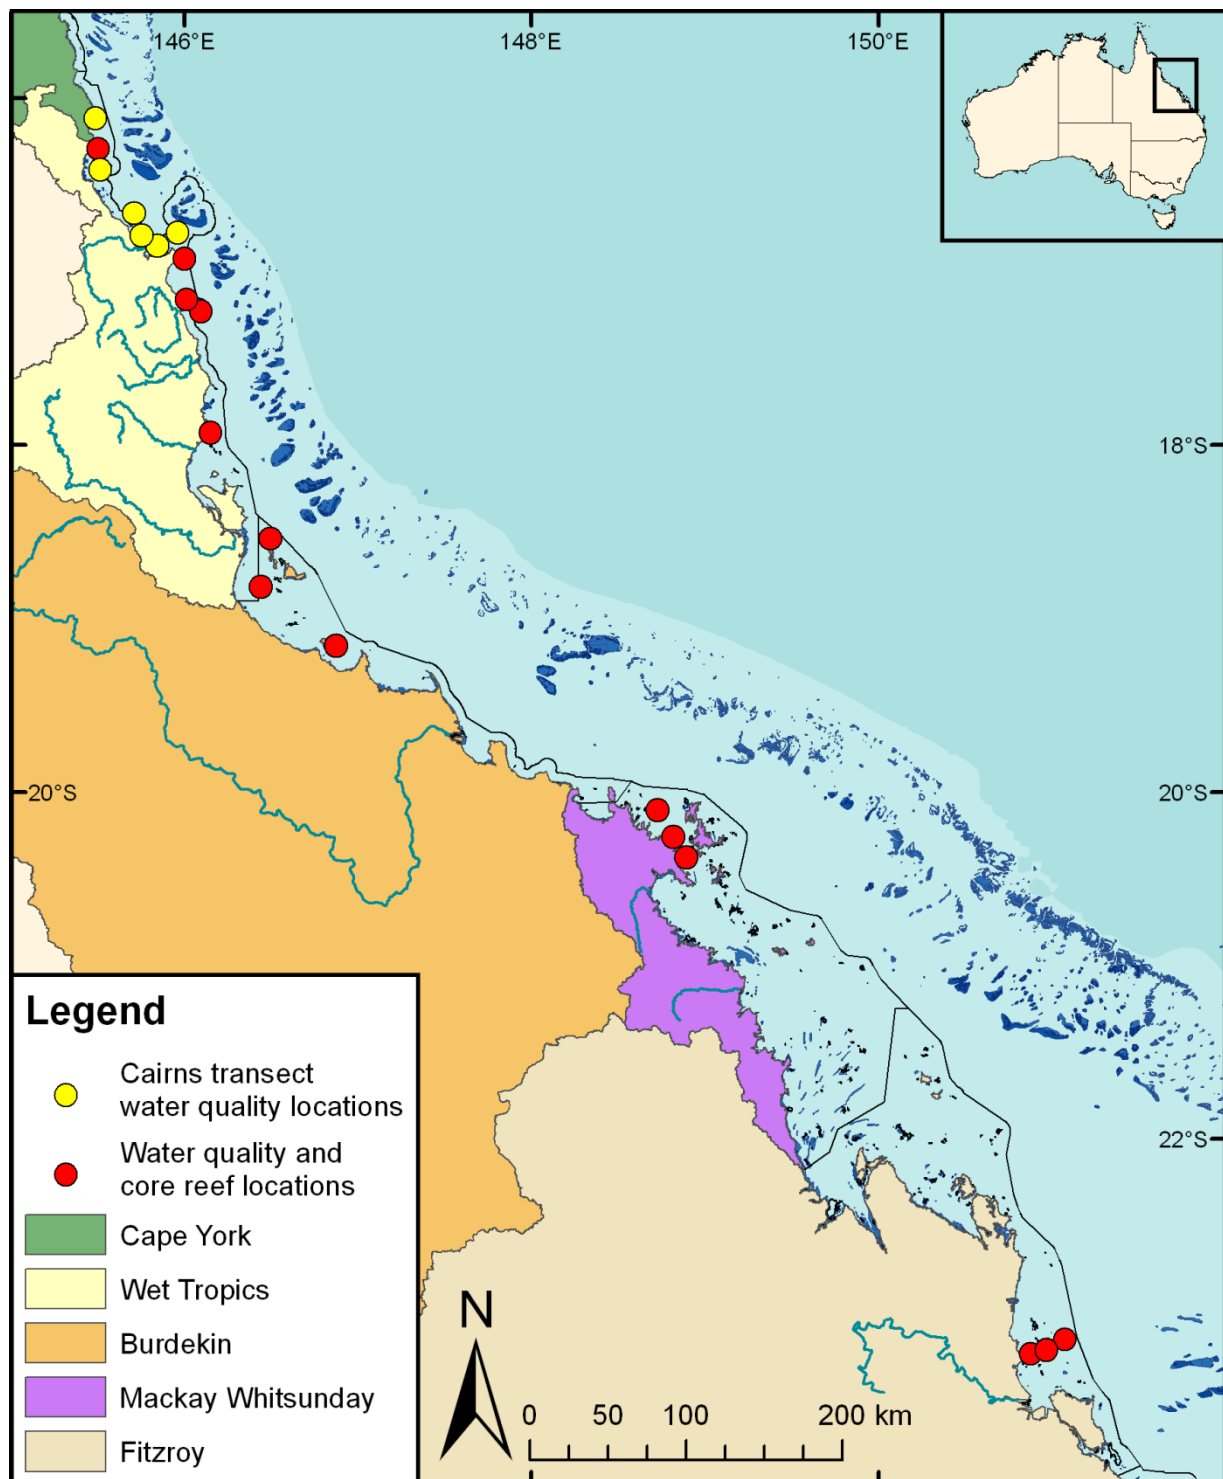 146°E
148°E
150°E
18°S
20°S
20°S
22°S
Legend
Cairns transect
water quality locations
Water quality and
core reef locations
Cape York
Wet Tropics
Burdekin
Mackay Whitsunday
Fitzroy
N
0 50 100 200 km